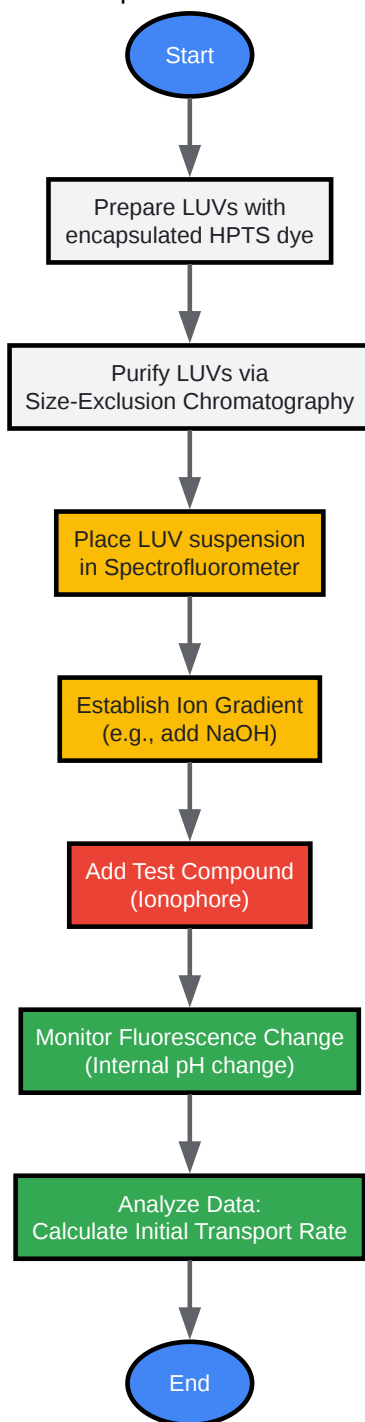 Start
Prepare LUVs with
encapsulated HPTS dye
Purify LUVs via
Size-Exclusion Chromatography
Place LUV suspension
in Spectrofluorometer
Establish Ion Gradient
(e.g., add NaOH)
Add Test Compound
(Ionophore)
Monitor Fluorescence Change
(Internal pH change)
Analyze Data:
Calculate Initial Transport Rate
End